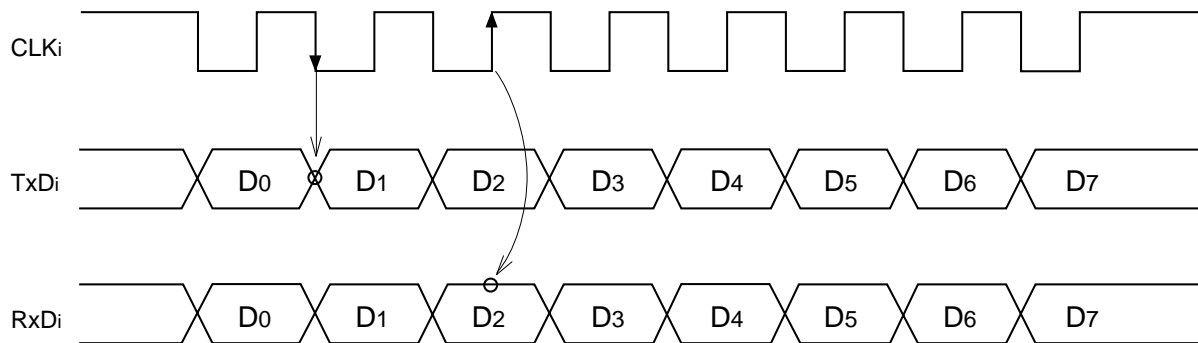 CLKi
TxDi D0 D1 D2 D3 D4 D5 D6 D7
RxDi D0 D1 D2 D3 D4 D5 D6 D7